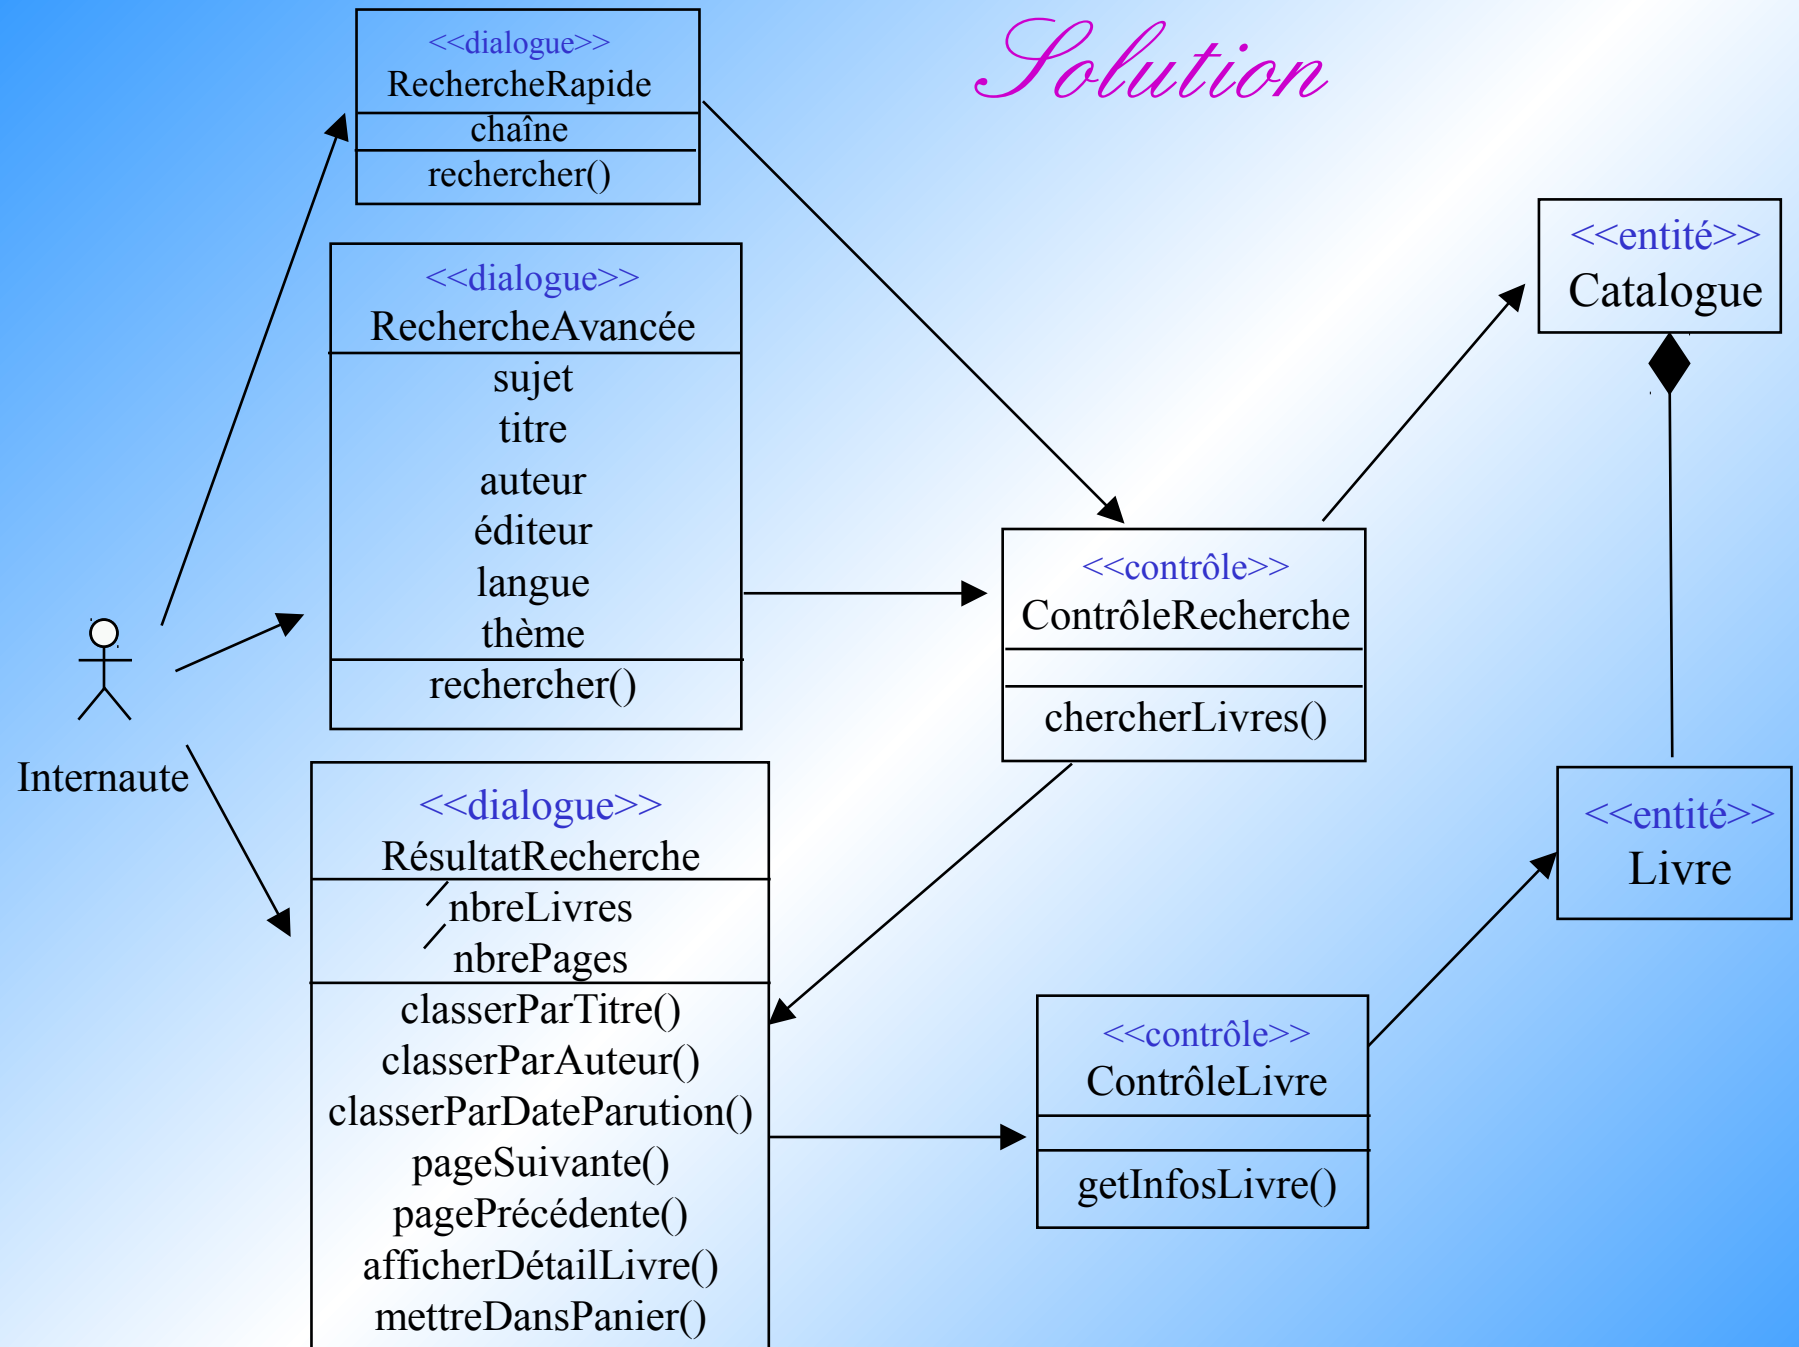 Solution
<<dialogue>>
RechercheRapide
chaîne
rechercher()
<<dialogue>>
RechercheAvancée
sujet
titre
auteur
éditeur
langue
thème
rechercher()
Internaute
<<dialogue>>
RésultatRecherche
/nbreLivres
/nbrePages
classerParTitre()
classerParAuteur()
classerParDateParution()
pageSuivante()
pagePrécédente()
afficherDétailLivre()
mettreDansPanier()
<<contrôle>>
ContrôleRecherche
chercherLivres()
<<contrôle>>
ContrôleLivre
getInfosLivre()
<<entité>>
Catalogue
<<entité>>
Livre